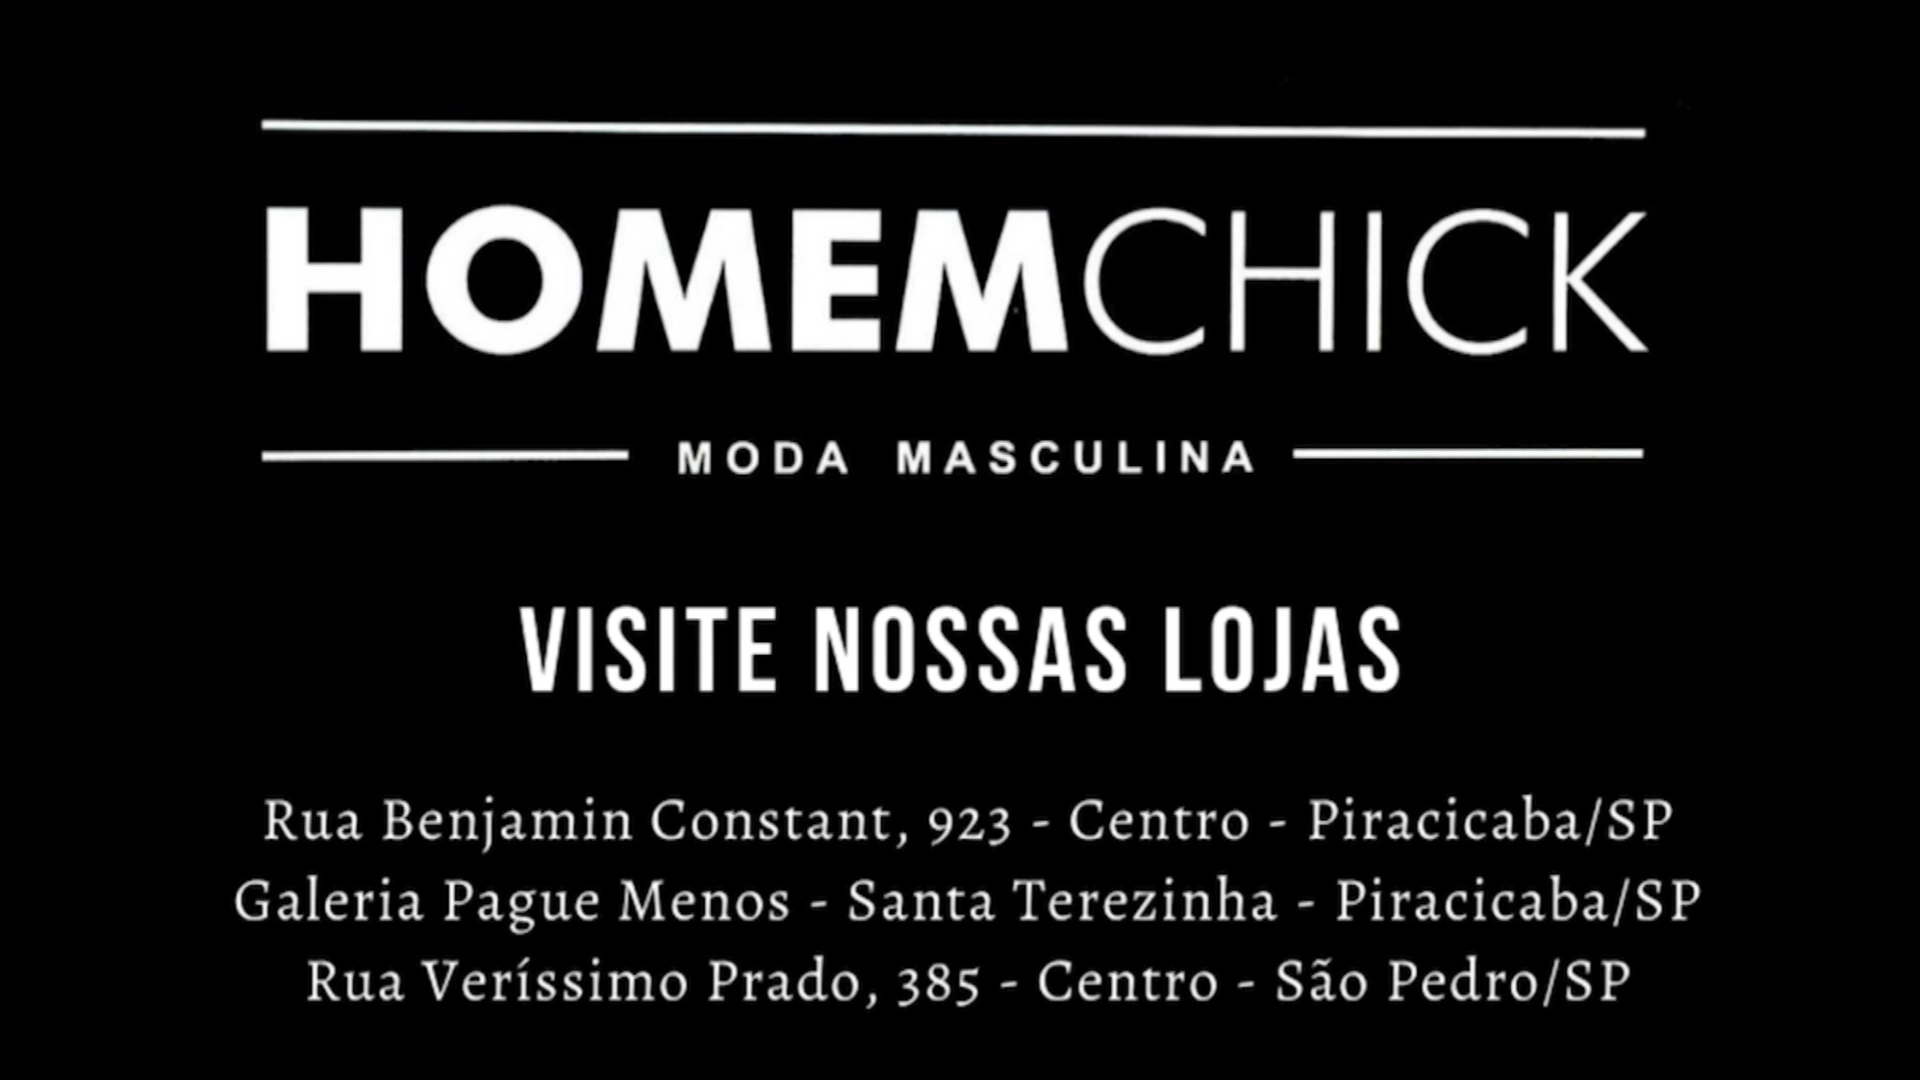 HOMEMCHICK
MODA MASCULINA
VISITE NOSSAS LOJAS
Rua Benjamin Constant, 923 - Centro - Piracicaba/SP
Galeria Pague Menos - Santa Terezinha - Piracicaba/SP
Rua Veríssimo Prado, 385 - Centro - São Pedro/SP